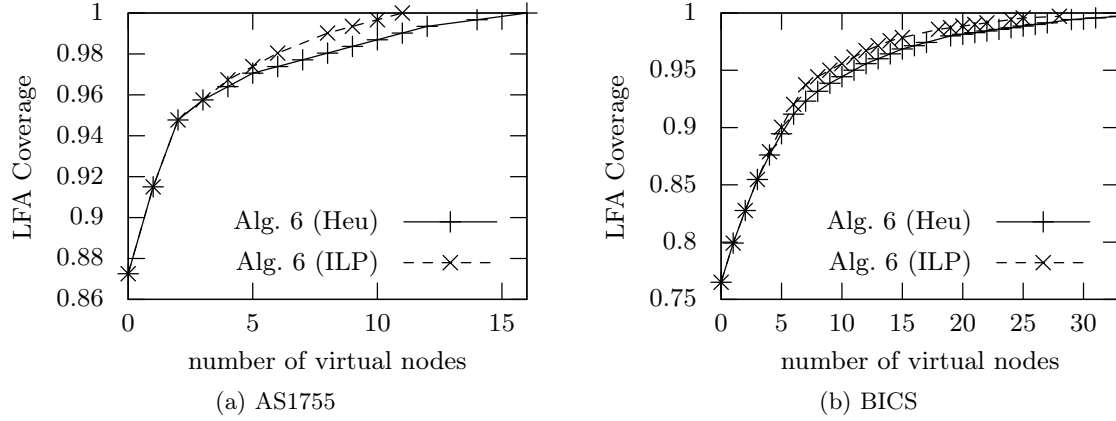 1
0.98
0.96
0.94
0.92
0.9
0.88
0.86
LFA Coverage
0 5 10 15
number of virtual nodes
Alg. 6 (Heu)
Alg. 6 (ILP)
(a) AS1755
1
0.95
0.9
0.85
0.8
0.75
LFA Coverage
0 5 10 15 20 25 30
number of virtual nodes
Alg. 6 (Heu)
Alg. 6 (ILP)
(b) BICS